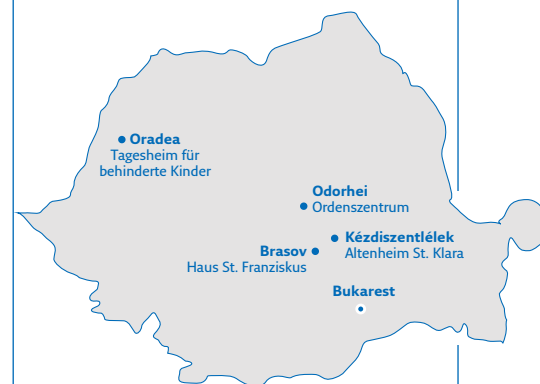 Oradea
Tagesheim für
behinderte Kinder
Odorhei
Ordenszentrum
Kézdiszentlélek
Altenheim St. Klara
Brasov
Haus St. Franziskus
Bukarest